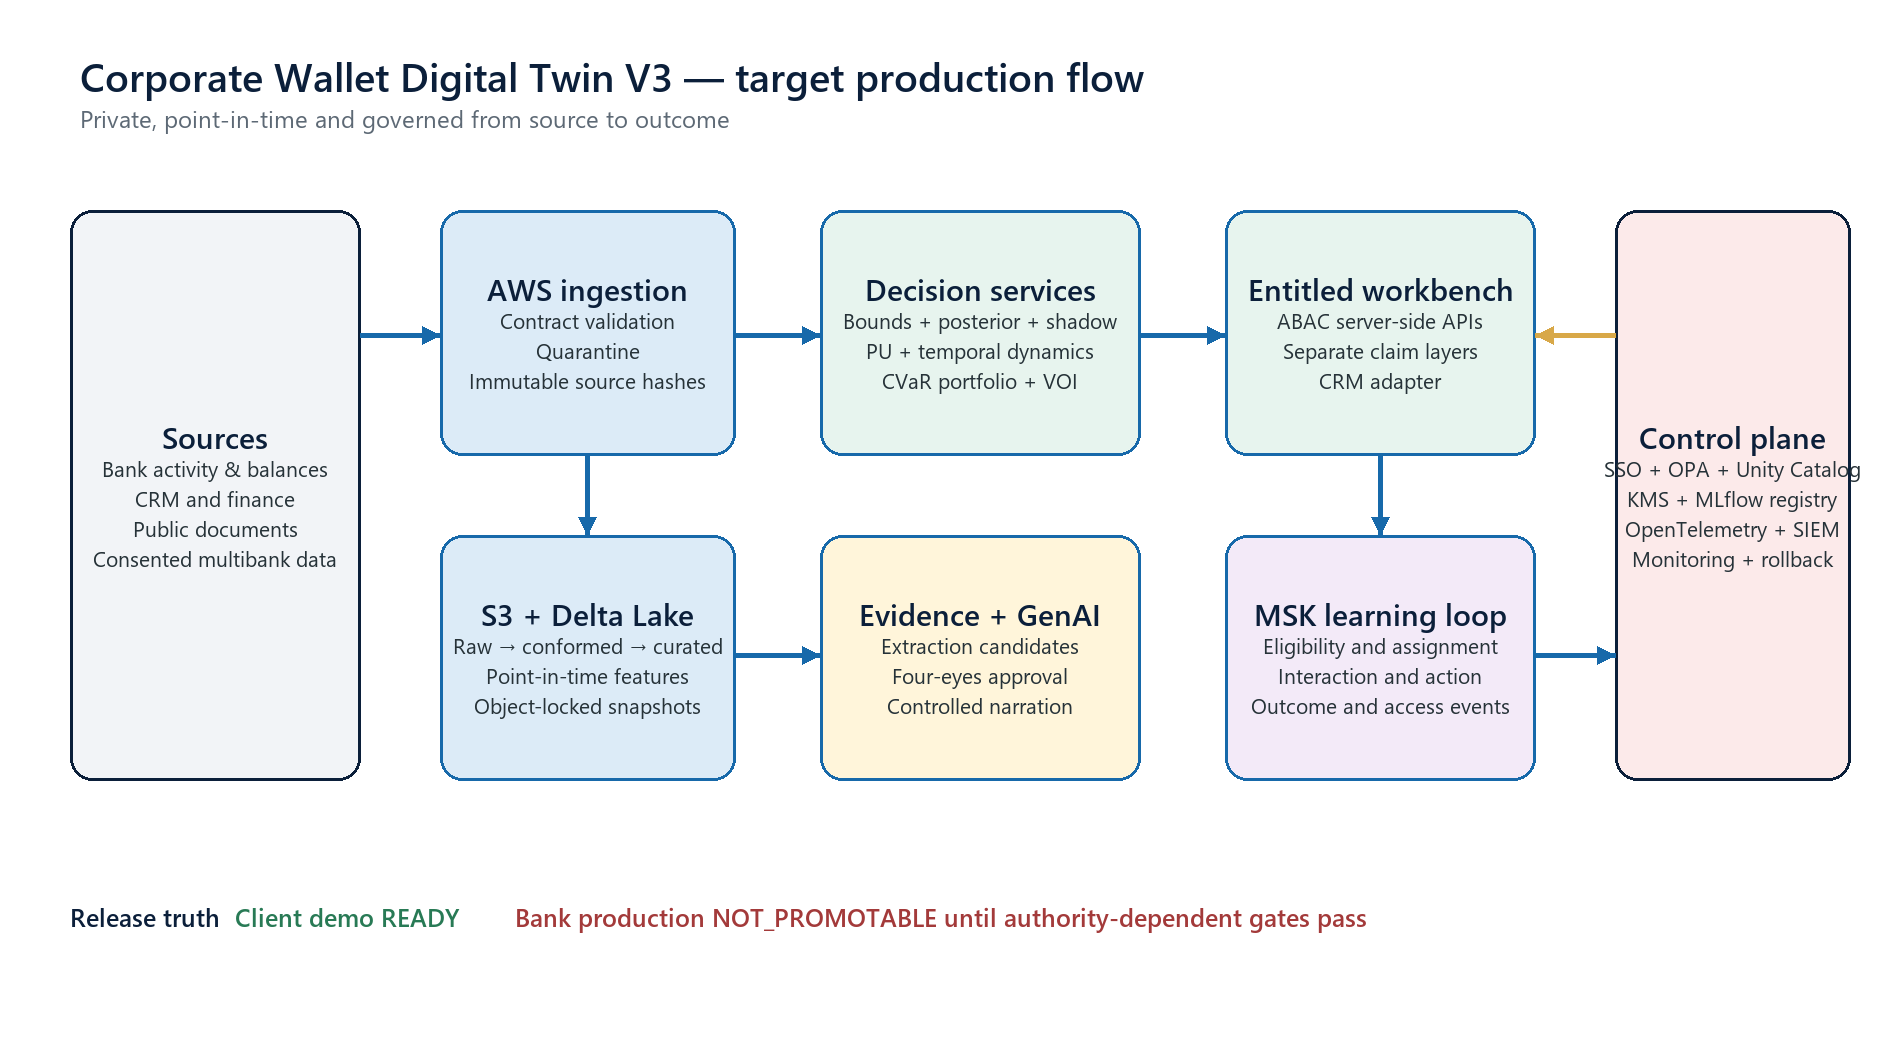 Corporate Wallet Digital Twin V3 — target production flow
Private, point-in-time and governed from source to outcome
Sources
Bank activity & balances
CRM and finance
Public documents
Consented multibank data
AWS ingestion
Contract validation
Quarantine
Immutable source hashes
Decision services
Bounds + posterior + shadow
PU + temporal dynamics
CVaR portfolio + VOI
Entitled workbench
ABAC server-side APIs
Separate claim layers
CRM adapter
Control plane
SSO + OPA + Unity Catalog
KMS + MLflow registry
OpenTelemetry + SIEM
Monitoring + rollback
S3 + Delta Lake
Raw → conformed → curated
Point-in-time features
Object-locked snapshots
Evidence + GenAI
Extraction candidates
Four-eyes approval
Controlled narration
MSK learning loop
Eligibility and assignment
Interaction and action
Outcome and access events
Release truth Client demo READY Bank production NOT_PROMOTABLE until authority-dependent gates pass